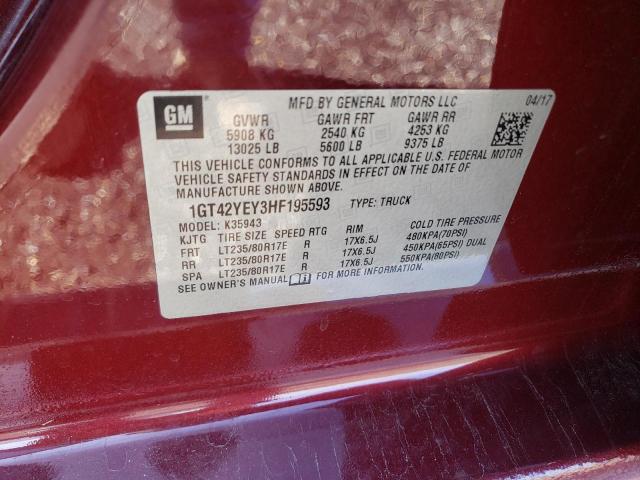 GM
MFD BY GENERAL MOTORS LLC 04/17
GVWR GAWR FRT GAWR RR
5908 KG 2540 KG 4253 KG
13025 LB 5600 LB 9375 LB
THIS VEHICLE CONFORMS TO ALL APPLICABLE U.S. FEDERAL MOTOR
VEHICLE SAFETY STANDARDS IN EFFECT ON THE DATE OF
MANUFACTURE SHOWN ABOVE.
1GT42YEY3HF195593 TYPE: TRUCK
MODEL: K35943
KJTG TIRE SIZE SPEED RTG RIM COLD TIRE PRESSURE
FRT LT235/80R17E R 17X6.5J 480KPA(70PSI)
RR LT235/80R17E R 17X6.5J 450KPA(65PSI) DUAL
SPA LT235/80R17E R 17X6.5J 550KPA(80PSI)
SEE OWNER'S MANUAL FOR MORE INFORMATION.